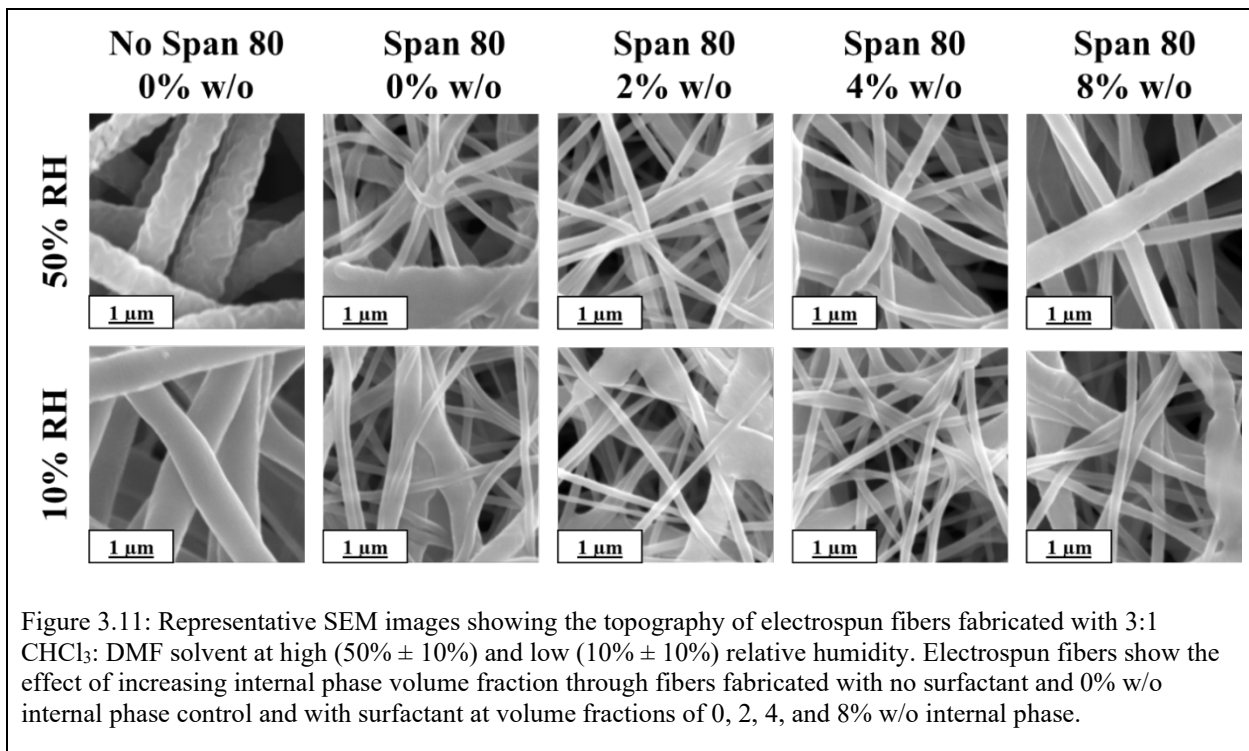 No Span 80 Span 80 Span 80 Span 80 Span 80
0% w/o 0% w/o 2% w/o 4% w/o 8% w/o
50% RH
1 µm 1 µm 1 µm 1 µm 1 µm
10% RH
1 µm 1 µm 1 µm 1 µm 1 µm
Figure 3.11: Representative SEM images showing the topography of electrospun fibers fabricated with 3:1
CHCl₃: DMF solvent at high (50% ± 10%) and low (10% ± 10%) relative humidity. Electrospun fibers show the
effect of increasing internal phase volume fraction through fibers fabricated with no surfactant and 0% w/o
internal phase control and with surfactant at volume fractions of 0, 2, 4, and 8% w/o internal phase.